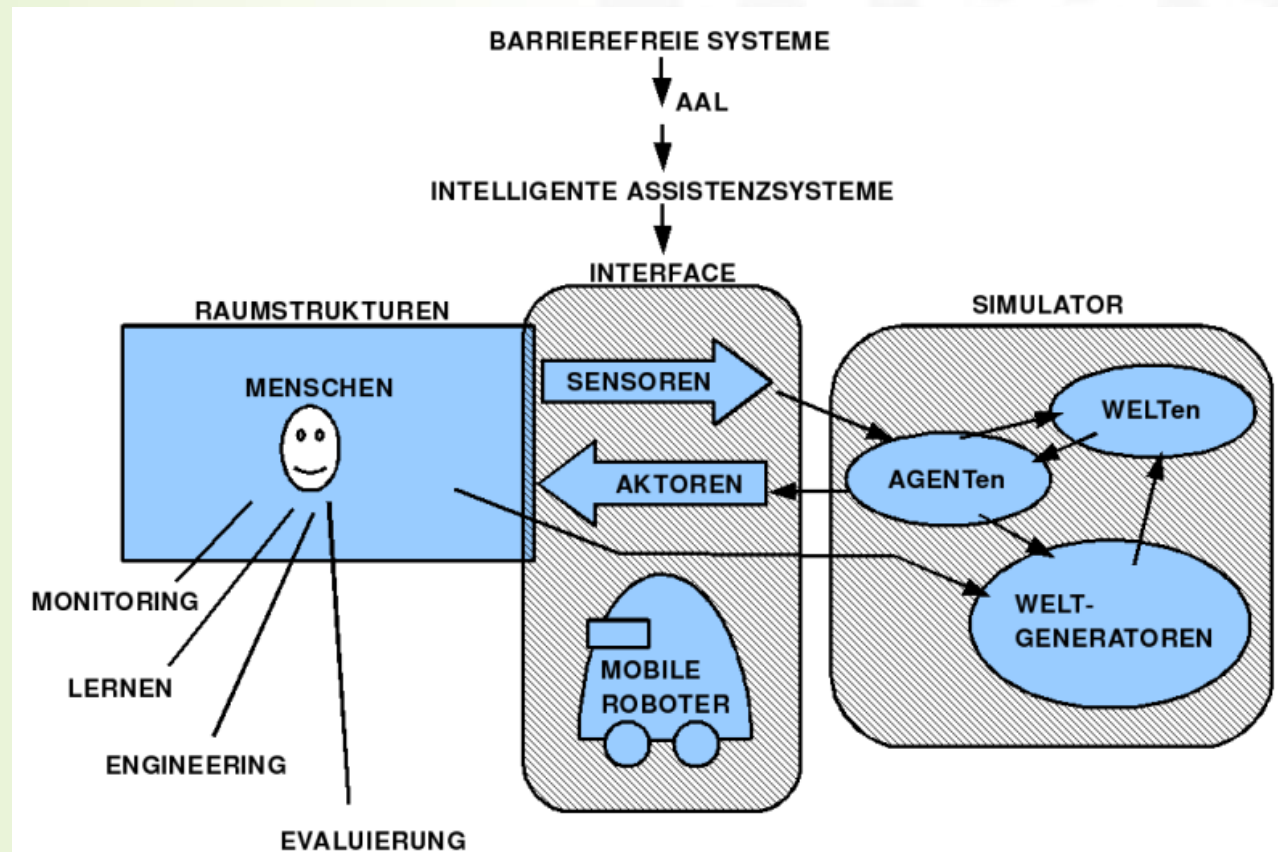 BARRIEREFREIE SYSTEME
AAL
INTELLIGENTE ASSISTENZSYSTEME
INTERFACE
RAUMSTRUKTUREN
SIMULATOR
MENSCHEN
SENSOREN
WELTen
AKTOREN
AGENTen
MONITORING
WELT-
GENERATOREN
MOBILE
ROBOTER
LERNEN
ENGINEERING
EVALUIERUNG